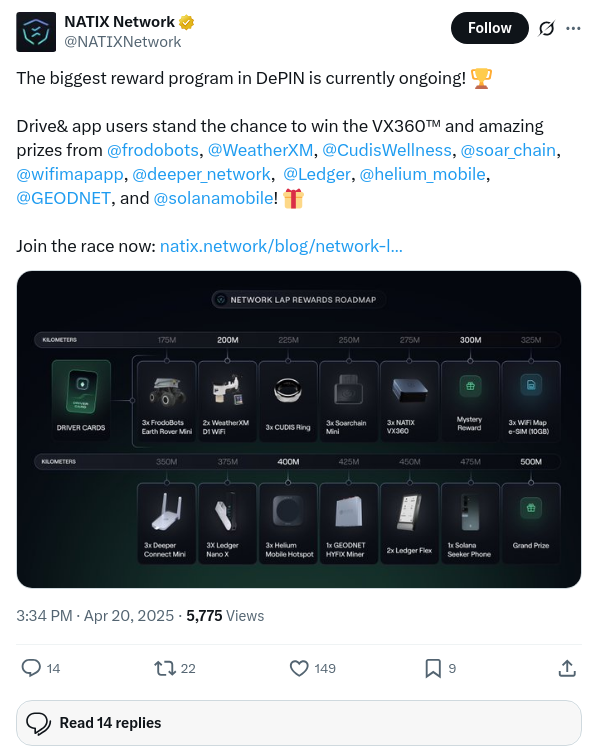 NATIX Network
@NATIXNetwork
Follow
The biggest reward program in DePIN is currently ongoing! 🏆
Drive& app users stand the chance to win the VX360™ and amazing
prizes from @frodobots, @WeatherXM, @CudisWellness, @soar_chain,
@wifimapapp, @deeper_network, @Ledger, @helium_mobile,
@GEODNET, and @solanamobile! 🎁
Join the race now: natix.network/blog/network-l...
NETWORK LAP REWARDS ROADMAP
KILOMETERS 175M 200M 225M 250M 275M 300M 325M
DRIVER CARDS
3x FrodoBots
Earth Rover Mini
2x WeatherXM
D1 WiFi
3x CUDIS Ring
3x Soarchain
Mini
3x NATIX
VX360
Mystery
Reward
3x WiFi Map
e-SIM (10GB)
KILOMETERS 350M 375M 400M 425M 450M 475M 500M
3x Deeper
Connect Mini
3X Ledger
Nano X
3x Helium
Mobile Hotspot
1x GEODNET
HYFIX Miner
2x Ledger Flex
1x Solana
Seeker Phone
Grand Prize
3:34 PM · Apr 20, 2025 · 5,775 Views
14 22 149 9
Read 14 replies